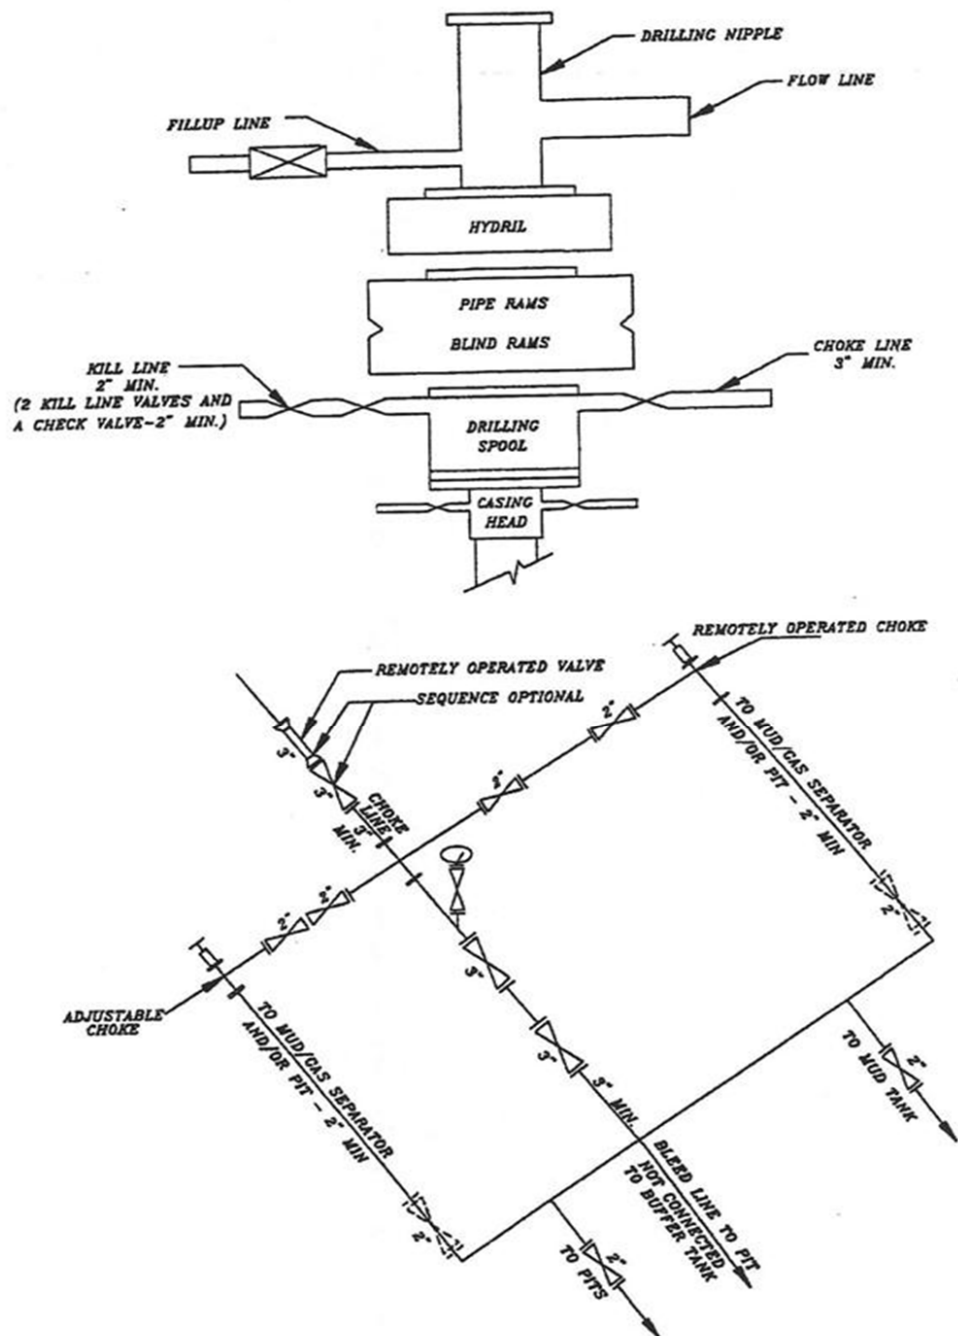 DRILLING NIPPLE
FLOW LINE
FILLUP LINE
HYDRIL
PIPE RAMS
BLIND RAMS
KILL LINE
2" MIN.
(2 KILL LINE VALVES AND
A CHECK VALVE-2" MIN.)
CHOKE LINE
3" MIN.
DRILLING
SPOOL
CASING
HEAD
REMOTELY OPERATED CHOKE
REMOTELY OPERATED VALVE
SEQUENCE OPTIONAL
3"
3"
CHOKE
LINE
3"
MIN.
2"
2"
TO MUD/GAS SEPARATOR
AND/OR PIT - 2" MIN
2"
2"
2"
ADJUSTABLE
CHOKE
TO MUD/GAS SEPARATOR
AND/OR PIT - 2" MIN
2"
3"
3"
3" MIN.
BLEED LINE TO PIT
NOT CONNECTED
TO BUFFER TANK
2"
TO MUD TANK
2"
TO PITS